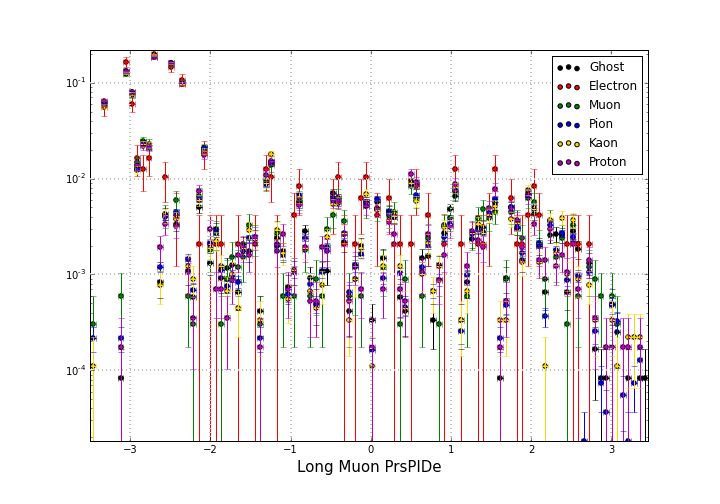 Ghost
Electron
Muon
Pion
Kaon
Proton
10⁻¹
10⁻²
10⁻³
10⁻⁴
−3 −2 −1 0 1 2 3
Long Muon PrsPIDe